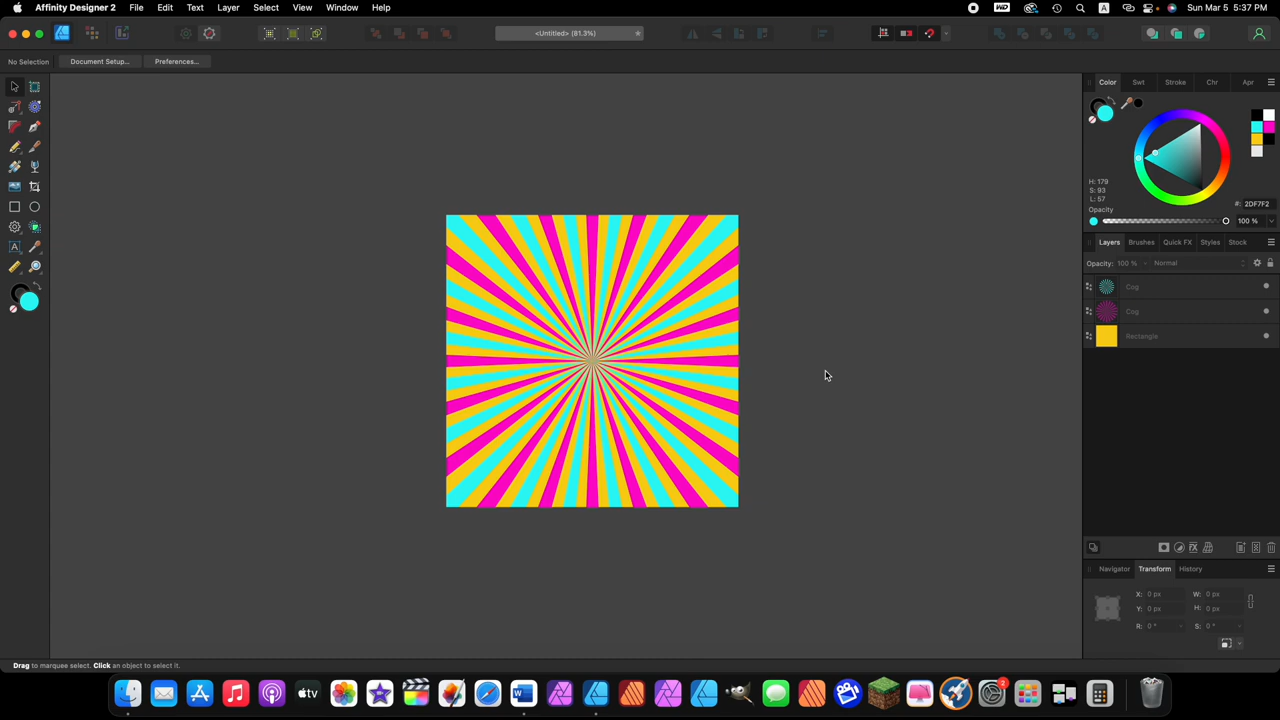 Affinity Designer 2 File Edit Text Layer Select View Window Help
WD A Sun Mar 5 5:37 PM
<Untitled> (81.3%)
No Selection Document Setup... Preferences...
Color Swt Stroke Chr Apr
H: 179
S: 93
L: 57
#: 2DF7F2
Opacity
100 %
Layers Brushes Quick FX Styles Stock
Opacity: 100 % Normal
Cog
Cog
Rectangle
Navigator Transform History
X: 0 px W: 0 px
Y: 0 px H: 0 px
R: 0 ° S: 0 °
Drag to marquee select. Click an object to select it.
tv
W
2